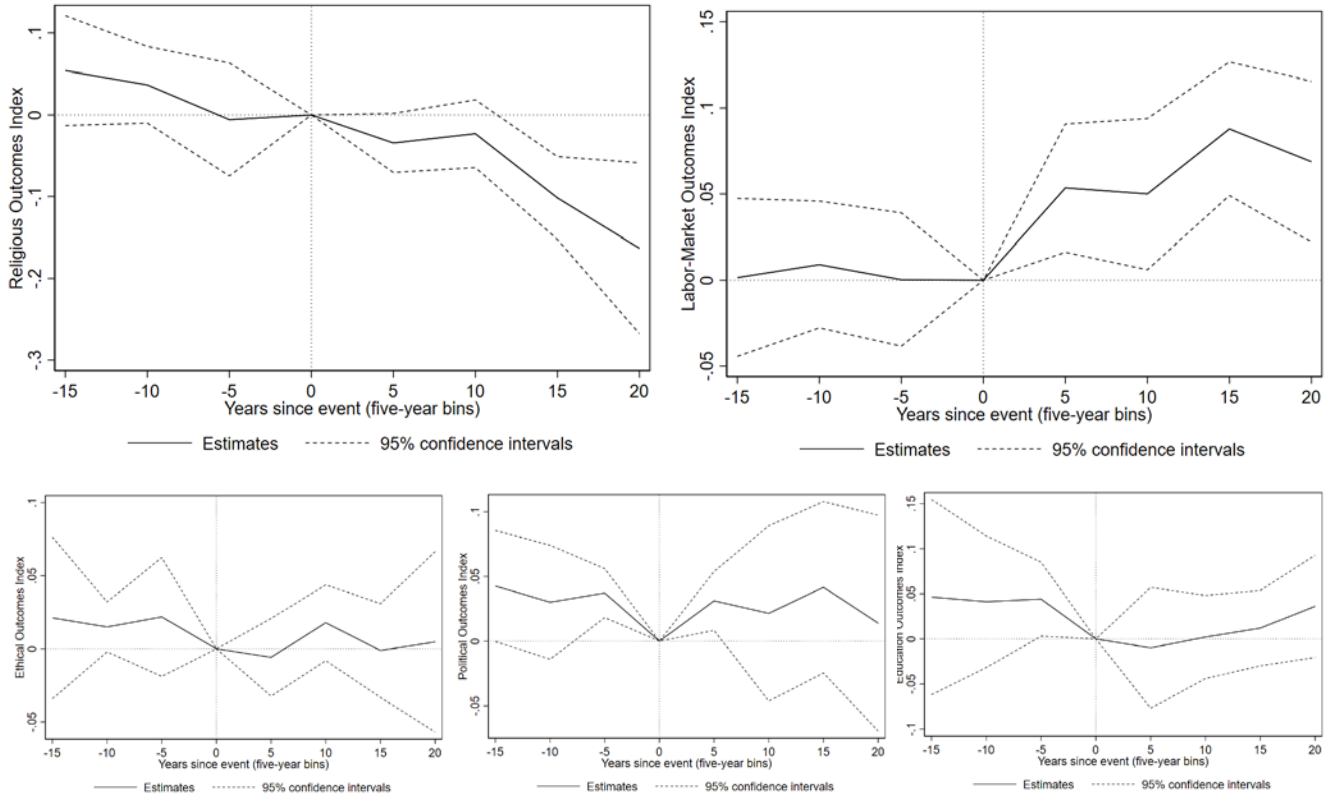 Religious Outcomes Index
.1
0
-.1
-.2
-.3
-15 -10 -5 0 5 10 15 20
Years since event (five-year bins)
Estimates 95% confidence intervals
Labor-Market Outcomes Index
.15
.1
.05
0
-.05
-15 -10 -5 0 5 10 15 20
Years since event (five-year bins)
Estimates 95% confidence intervals
Ethical Outcomes Index
.1
.05
0
-.05
-15 -10 -5 0 5 10 15 20
Years since event (five-year bins)
Estimates 95% confidence intervals
Political Outcomes Index
.1
.05
0
-.05
-15 -10 -5 0 5 10 15 20
Years since event (five-year bins)
Estimates 95% confidence intervals
Education Outcomes Index
.15
.1
.05
0
-.05
-.1
-15 -10 -5 0 5 10 15 20
Years since event (five-year bins)
Estimates 95% confidence intervals